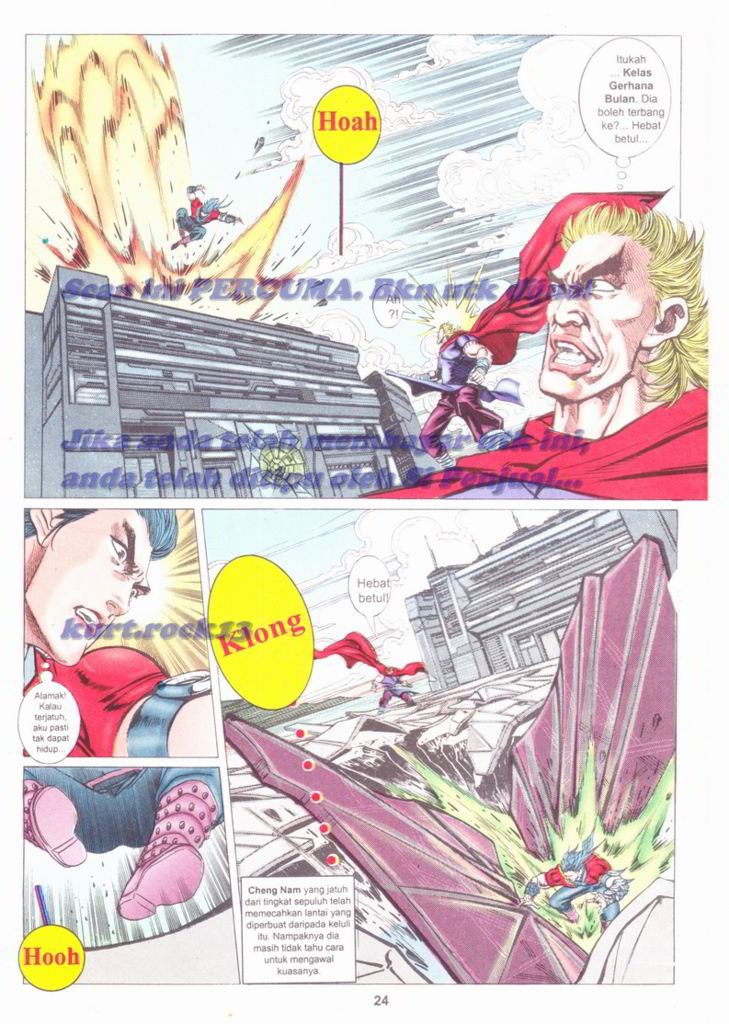 Itukah
... Kelas
Gerhana
Bulan. Dia
boleh terbang
ke?... Hebat
betul...
Hoah
Scan ini PERCUMA. Bkn utk dijual
Ah
?!
Jika anda telah membayar utk ini,
anda telah ditipu oleh Si Penjual...
kurt.rock13
Alamak!
Kalau
terjatuh,
aku pasti
tak dapat
hidup...
Klong
Hebat
betul!
Hooh
Cheng Nam yang jatuh
dari tingkat sepuluh telah
memecahkan lantai yang
diperbuat daripada keluli
itu. Nampaknya dia
masih tidak tahu cara
untuk mengawal
kuasanya.
24